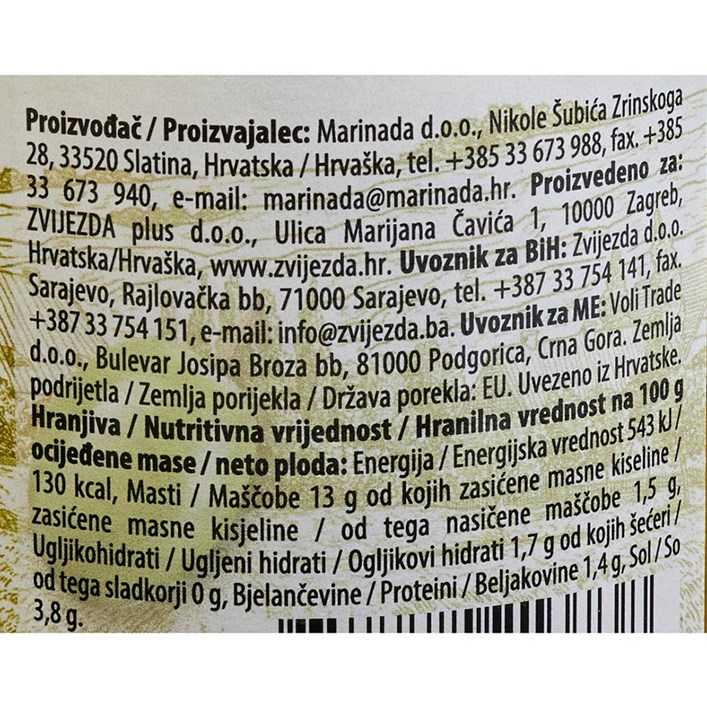 Proizvođač / Proizvajalec: Marinada d.o.o., Nikole Šubića Zrinskoga
28, 33520 Slatina, Hrvatska / Hrvaška, tel. +385 33 673 988, fax. +385
33 673 940, e-mail: marinada@marinada.hr. Proizvedeno za:
ZVIJEZDA plus d.o.o., Ulica Marijana Čavića 1, 10000 Zagreb,
Hrvatska/Hrvaška, www.zvijezda.hr. Uvoznik za BiH: Zvijezda d.o.o.
Sarajevo, Rajlovačka bb, 71000 Sarajevo, tel. +387 33 754 141, fax.
+387 33 754 151, e-mail: info@zvijezda.ba. Uvoznik za ME: Voli Trade
d.o.o., Bulevar Josipa Broza bb, 81000 Podgorica, Crna Gora. Zemlja
podrijetla / Zemlja porijekla / Država porekla: EU. Uvezeno iz Hrvatske.
Hranjiva / Nutritivna vrijednost / Hranilna vrednost na 100 g
ocijeđene mase / neto ploda: Energija / Energijska vrednost 543 kJ /
130 kcal, Masti / Maščobe 13 g od kojih zasićene masne kiseline /
zasićene masne kisjeline / od tega nasičene maščobe 1,5 g,
Ugljikohidrati / Ugljeni hidrati / Ogljikovi hidrati 1,7 g od kojih šećeri /
od tega sladkorji 0 g, Bjelančevine / Proteini / Beljakovine 1,4 g, Sol / So
3,8 g.